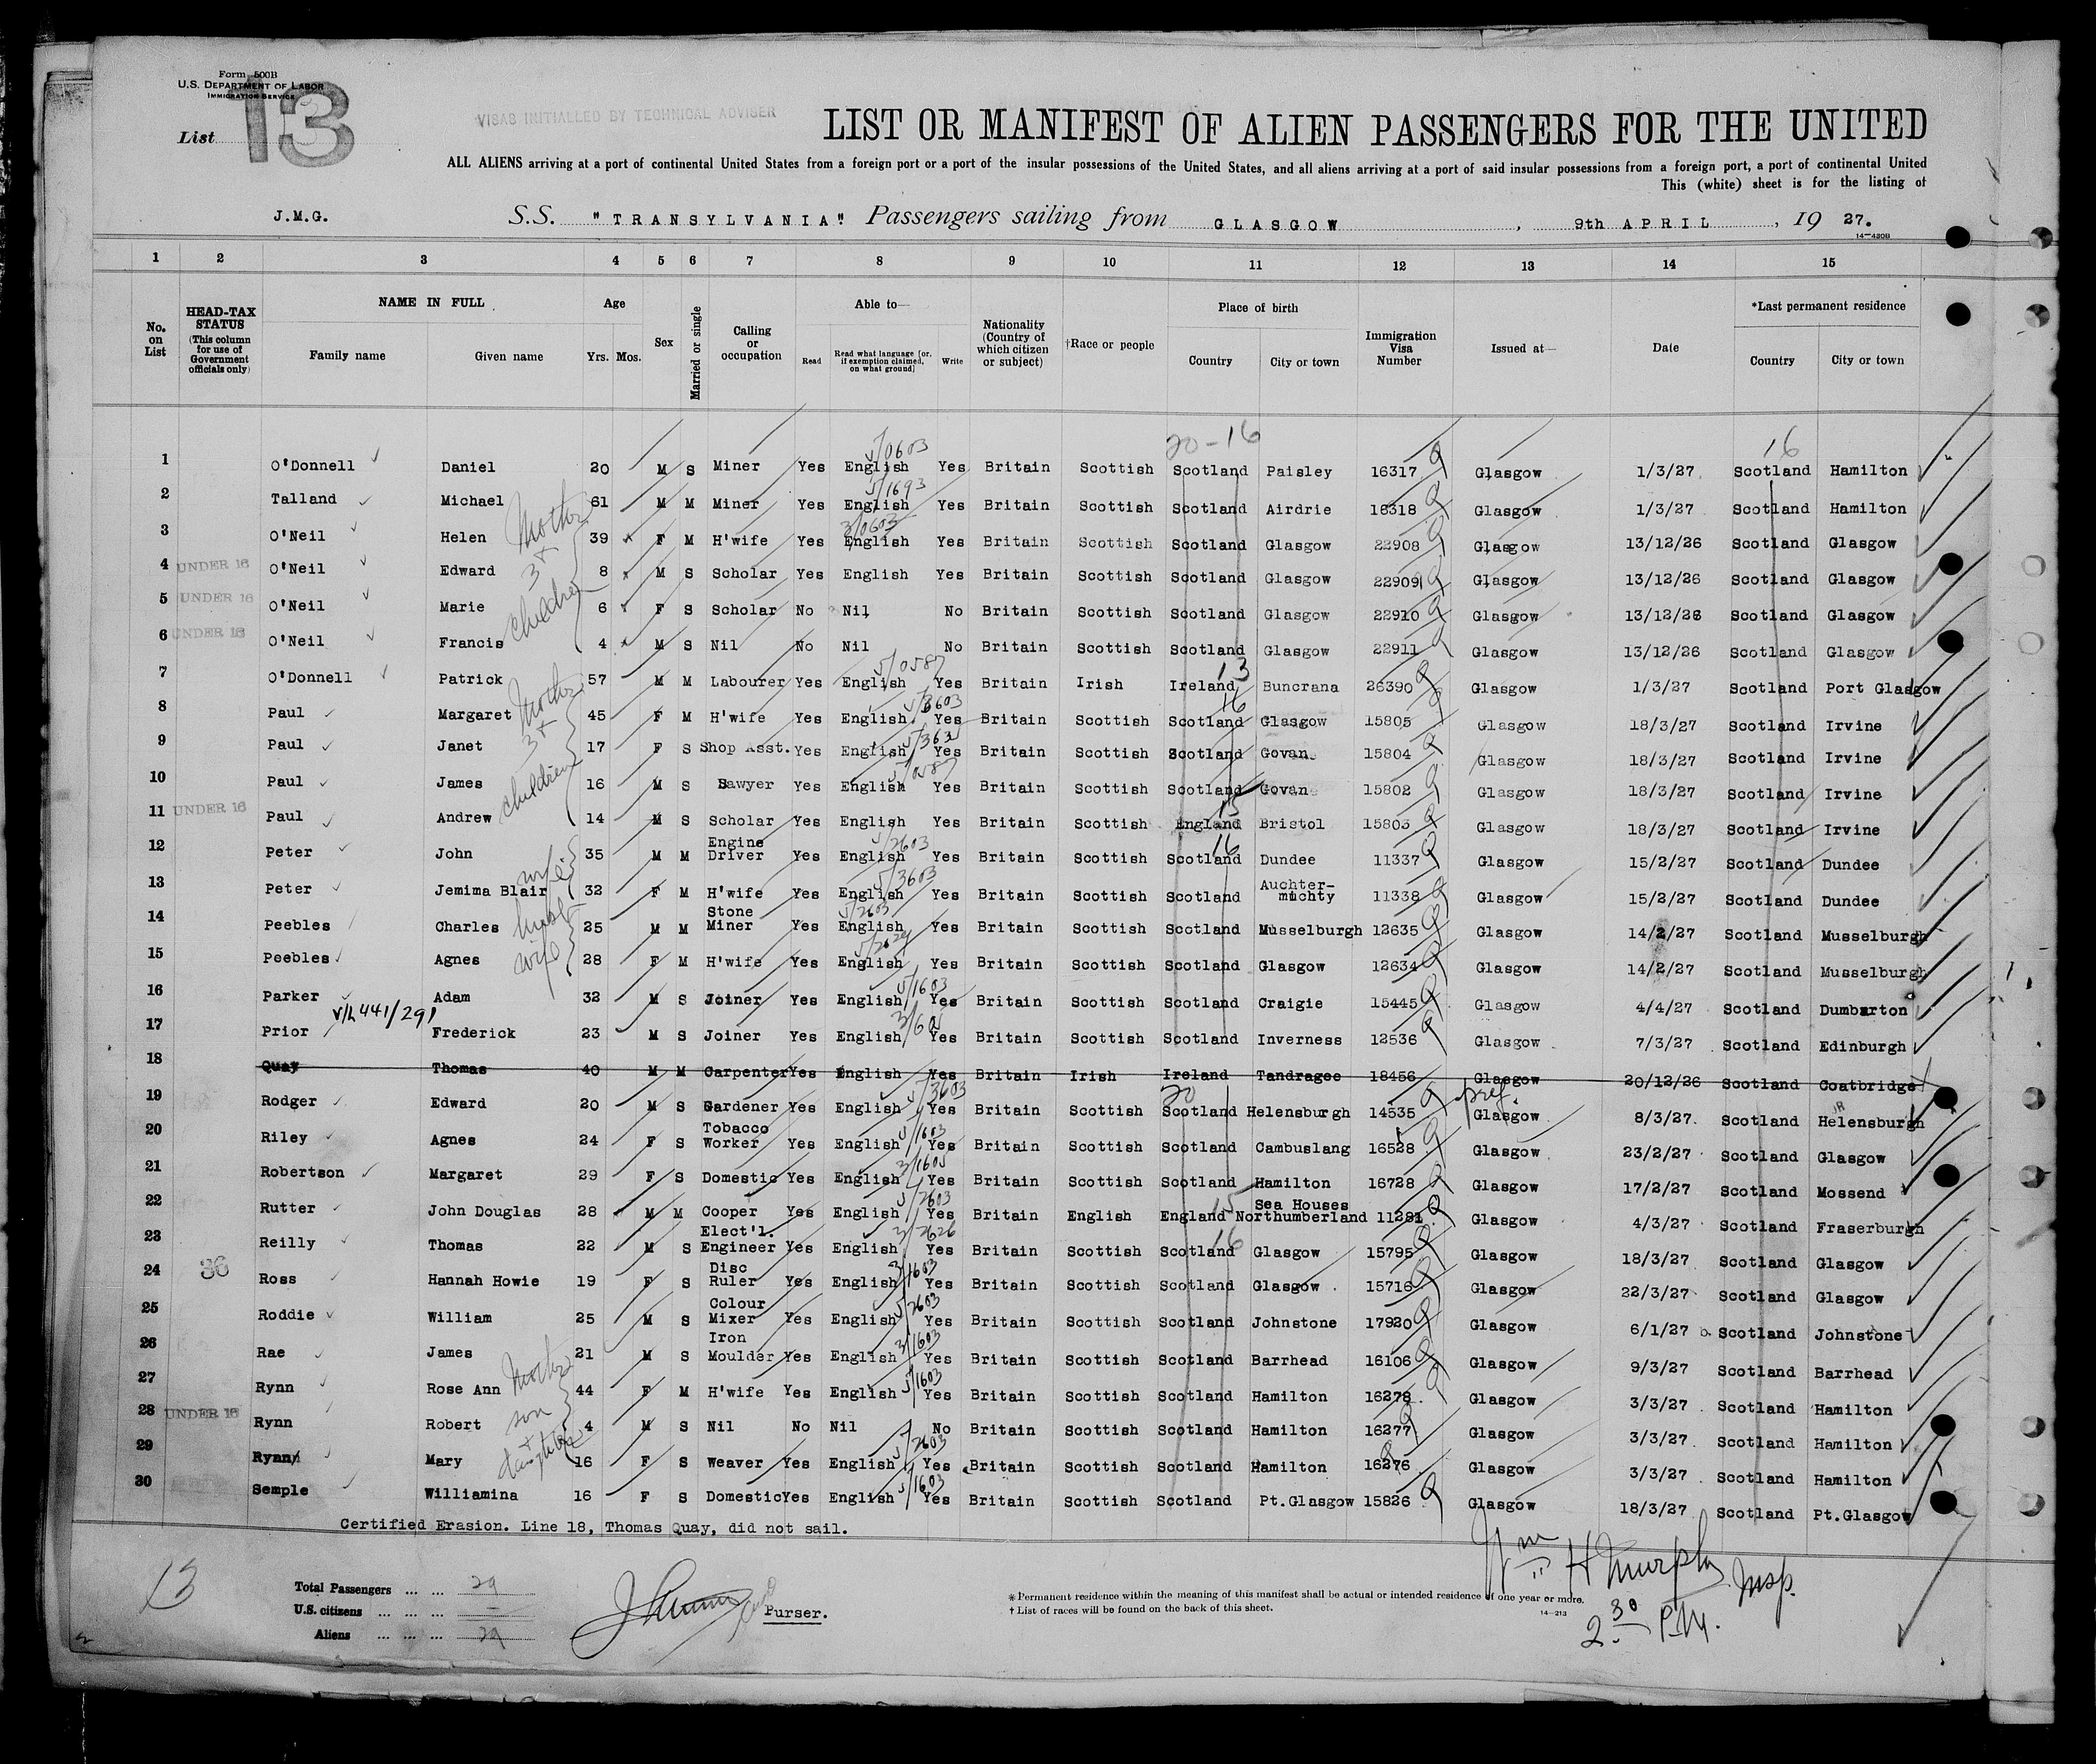 Form 500B
U.S. DEPARTMENT OF LABOR
IMMIGRATION SERVICE
List 13
VISAS INITIALLED BY TECHNICAL ADVISER
LIST OR MANIFEST OF ALIEN PASSENGERS FOR THE UNITED
ALL ALIENS arriving at a port of continental United States from a foreign port or a port of the insular possessions of the United States, and all aliens arriving at a port of said insular possessions from a foreign port, a port of continental United
This (white) sheet is for the listing of
J.M.G. S.S. "TRANSYLVANIA" Passengers sailing from GLASGOW, 9th APRIL, 19 27.
14-430B
1 2 3 4 5 6 7 8 9 10 11 12 13 14 15
No. on List HEAD-TAX STATUS (This column for use of Government officials only) NAME IN FULL Family name Given name Age Yrs. Mos. Sex Married or single Calling or occupation Able to— Read Read what language [or, if exemption claimed, on what ground] Write Nationality (Country of which citizen or subject) †Race or people Place of birth Country City or town Immigration Visa Number Issued at— Date *Last permanent residence Country City or town
20-16 16
1 O'Donnell Daniel 20 M S Miner Yes English Yes Britain Scottish Scotland Paisley 16317 Glasgow 1/3/27 Scotland Hamilton
2 Talland Michael 61 M M Miner Yes English Yes Britain Scottish Scotland Airdrie 16318 Glasgow 1/3/27 Scotland Hamilton
3 O'Neil Helen Mother 39 F M H'wife Yes English Yes Britain Scottish Scotland Glasgow 22908 Glasgow 13/12/26 Scotland Glasgow
4 UNDER 16 O'Neil Edward 3 + 8 M S Scholar Yes English Yes Britain Scottish Scotland Glasgow 22909 Glasgow 13/12/26 Scotland Glasgow
5 UNDER 16 O'Neil Marie children 6 F S Scholar No Nil No Britain Scottish Scotland Glasgow 22910 Glasgow 13/12/26 Scotland Glasgow
6 UNDER 16 O'Neil Francis 4 M S Nil No Nil No Britain Scottish Scotland Glasgow 22911 Glasgow 13/12/26 Scotland Glasgow
7 O'Donnell Patrick 57 M M Labourer Yes English Yes Britain Irish Ireland Buncrana 26390 Glasgow 1/3/27 Scotland Port Glasgow
8 Paul Margaret Mother 45 F M H'wife Yes English Yes Britain Scottish Scotland Glasgow 15805 Glasgow 18/3/27 Scotland Irvine
9 Paul Janet 3 + 17 F S Shop Asst. Yes English Yes Britain Scottish Scotland Govan 15804 Glasgow 18/3/27 Scotland Irvine
10 Paul James children 16 M S Sawyer Yes English Yes Britain Scottish Scotland Govan 15802 Glasgow 18/3/27 Scotland Irvine
11 UNDER 16 Paul Andrew 14 M S Scholar Yes English Yes Britain Scottish England Bristol 15803 Glasgow 18/3/27 Scotland Irvine
12 Peter John 35 M M Engine Driver Yes English Yes Britain Scottish Scotland Dundee 11337 Glasgow 15/2/27 Scotland Dundee
13 Peter Jemima Blair 32 F M H'wife Yes English Yes Britain Scottish Scotland Auchter-muchty 11338 Glasgow 15/2/27 Scotland Dundee
14 Peebles Charles 25 M M Stone Miner Yes English Yes Britain Scottish Scotland Musselburgh 12635 Glasgow 14/2/27 Scotland Musselburgh
15 Peebles Agnes wife 28 F M H'wife Yes English Yes Britain Scottish Scotland Glasgow 12634 Glasgow 14/2/27 Scotland Musselburgh
16 Parker Adam 32 M S Joiner Yes English Yes Britain Scottish Scotland Craigie 15445 Glasgow 4/4/27 Scotland Dumbarton
17 Prior Frederick 23 M S Joiner Yes English Yes Britain Scottish Scotland Inverness 12536 Glasgow 7/3/27 Scotland Edinburgh
18 Quay Thomas 40 M M Carpenter Yes English Yes Britain Irish Ireland Tandragee 18456 Glasgow 20/12/26 Scotland Coatbridge
19 Rodger Edward 20 M S Gardener Yes English Yes Britain Scottish Scotland Helensburgh 14535 pref. Glasgow 8/3/27 Scotland Helensburgh
20 Riley Agnes 24 F S Tobacco Worker Yes English Yes Britain Scottish Scotland Cambuslang 16528 Glasgow 23/2/27 Scotland Glasgow
21 Robertson Margaret 29 F S Domestic Yes English Yes Britain Scottish Scotland Hamilton 16728 Glasgow 17/2/27 Scotland Mossend
22 Rutter John Douglas 28 M M Cooper Yes English Yes Britain English England Sea Houses Northumberland 11281 Glasgow 4/3/27 Scotland Fraserburgh
23 Reilly Thomas 22 M S Elect'l. Engineer Yes English Yes Britain Scottish Scotland Glasgow 15795 Glasgow 18/3/27 Scotland Glasgow
24 36 Ross Hannah Howie 19 F S Disc Ruler Yes English Yes Britain Scottish Scotland Glasgow 15716 Glasgow 22/3/27 Scotland Glasgow
25 Roddie William 25 M S Colour Mixer Yes English Yes Britain Scottish Scotland Johnstone 17920 Glasgow 6/1/27 Scotland Johnstone
26 Rae James 21 M S Iron Moulder Yes English Yes Britain Scottish Scotland Barrhead 16106 Glasgow 9/3/27 Scotland Barrhead
27 Rynn Rose Ann Mother 44 F M H'wife Yes English Yes Britain Scottish Scotland Hamilton 16278 Glasgow 3/3/27 Scotland Hamilton
28 UNDER 16 Rynn Robert son + 4 M S Nil No Nil No Britain Scottish Scotland Hamilton 16277 Glasgow 3/3/27 Scotland Hamilton
29 Rynn Mary daughter 16 F S Weaver Yes English Yes Britain Scottish Scotland Hamilton 16276 Glasgow 3/3/27 Scotland Hamilton
30 Semple Williamina 16 F S Domestic Yes English Yes Britain Scottish Scotland Pt.Glasgow 15826 Glasgow 18/3/27 Scotland Pt.Glasgow
Certified Erasion. Line 18, Thomas Quay, did not sail.
13
Total Passengers ... ... 29
U.S. citizens ... ... ... —
Aliens ... ... ... 29
Purser.
* Permanent residence within the meaning of this manifest shall be actual or intended residence of one year or more.
† List of races will be found on the back of this sheet.
14-213
Wm H Murphy Insp.
2.30 P.M.